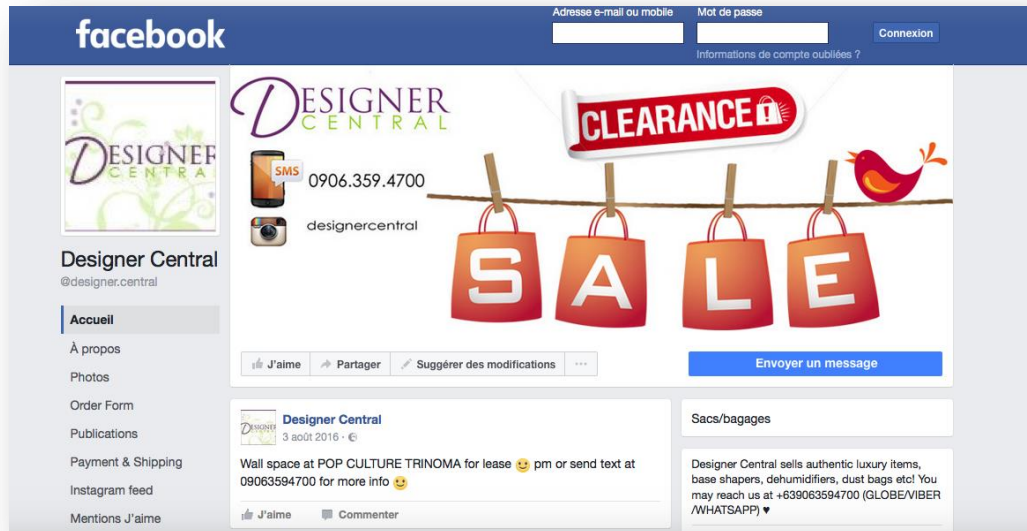 facebook
Adresse e-mail ou mobile
Mot de passe
Connexion
Informations de compte oubliées ?
DESIGNER
CENTRAL
Designer Central
@designer.central
Accueil
À propos
Photos
Order Form
Publications
Payment & Shipping
Instagram feed
Mentions J'aime
DESIGNER
CENTRAL
SMS
0906.359.4700
designercentral
CLEARANCE
SALE
J'aime
Partager
Suggérer des modifications
Envoyer un message
Designer Central
3 août 2016
Wall space at POP CULTURE TRINOMA for lease pm or send text at
09063594700 for more info
J'aime
Commenter
Sacs/bagages
Designer Central sells authentic luxury items,
base shapers, dehumidifiers, dust bags etc! You
may reach us at +639063594700 (GLOBE/VIBER
/WHATSAPP) ♥